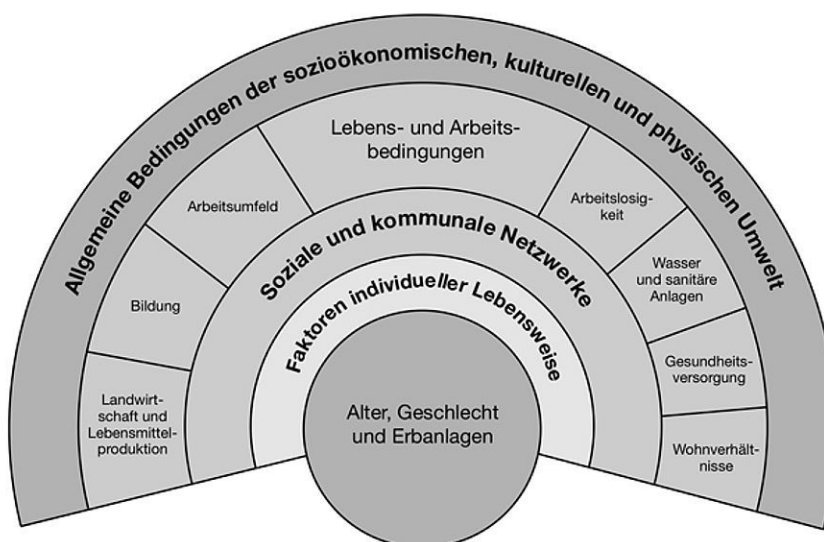 Allgemeine Bedingungen der sozioökonomischen, kulturellen und physischen Umwelt
Lebens- und Arbeits-
bedingungen
Arbeitsumfeld
Arbeitslosig-
keit
Bildung
Wasser
und sanitäre
Anlagen
Landwirt-
schaft und
Lebensmittel-
produktion
Gesundheits-
versorgung
Wohnverhält-
nisse
Soziale und kommunale Netzwerke
Faktoren individueller Lebensweise
Alter, Geschlecht
und Erbanlagen